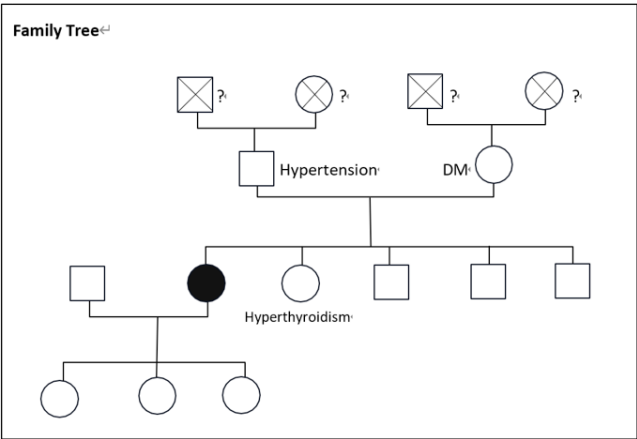 Family Tree
? ? ? ?
Hypertension DM
Hyperthyroidism